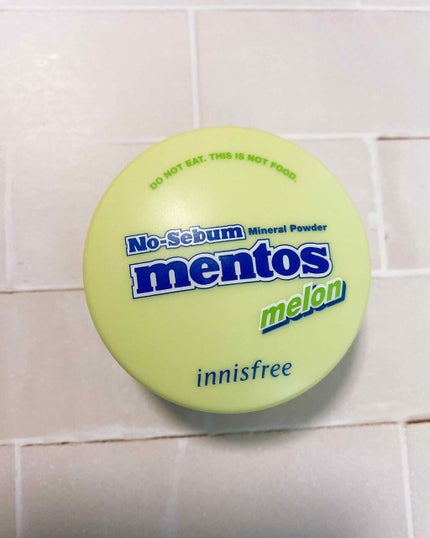 DO NOT EAT. THIS IS NOT FOOD.
No-Sebum Mineral Powder
mentos
melon
innisfree